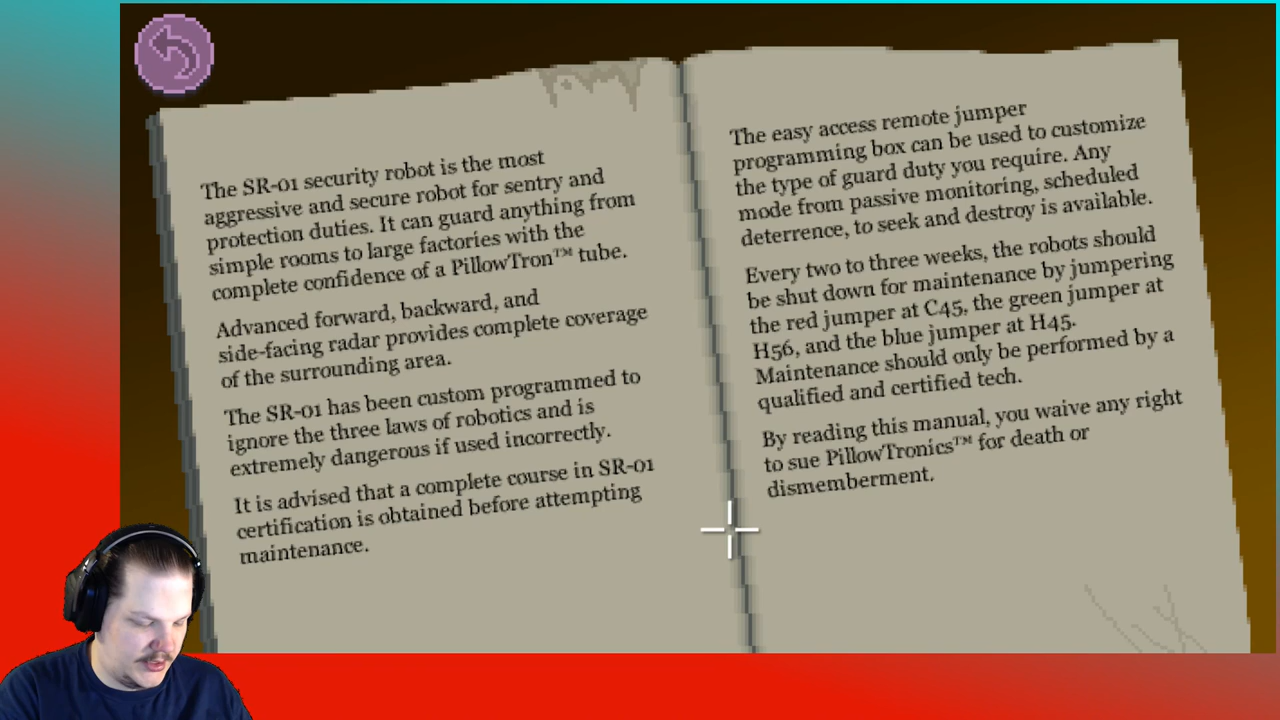 The SR-01 security robot is the most
aggressive and secure robot for sentry and
protection duties. It can guard anything from
simple rooms to large factories with the
complete confidence of a PillowTron™ tube.
Advanced forward, backward, and
side-facing radar provides complete coverage
of the surrounding area.
The SR-01 has been custom programmed to
ignore the three laws of robotics and is
extremely dangerous if used incorrectly.
It is advised that a complete course in SR-01
certification is obtained before attempting
maintenance.
The easy access remote jumper
programming box can be used to customize
the type of guard duty you require. Any
mode from passive monitoring, scheduled
deterrence, to seek and destroy is available.
Every two to three weeks, the robots should
be shut down for maintenance by jumpering
the red jumper at C45, the green jumper at
H56, and the blue jumper at H45.
Maintenance should only be performed by a
qualified and certified tech.
By reading this manual, you waive any right
to sue PillowTronics™ for death or
dismemberment.